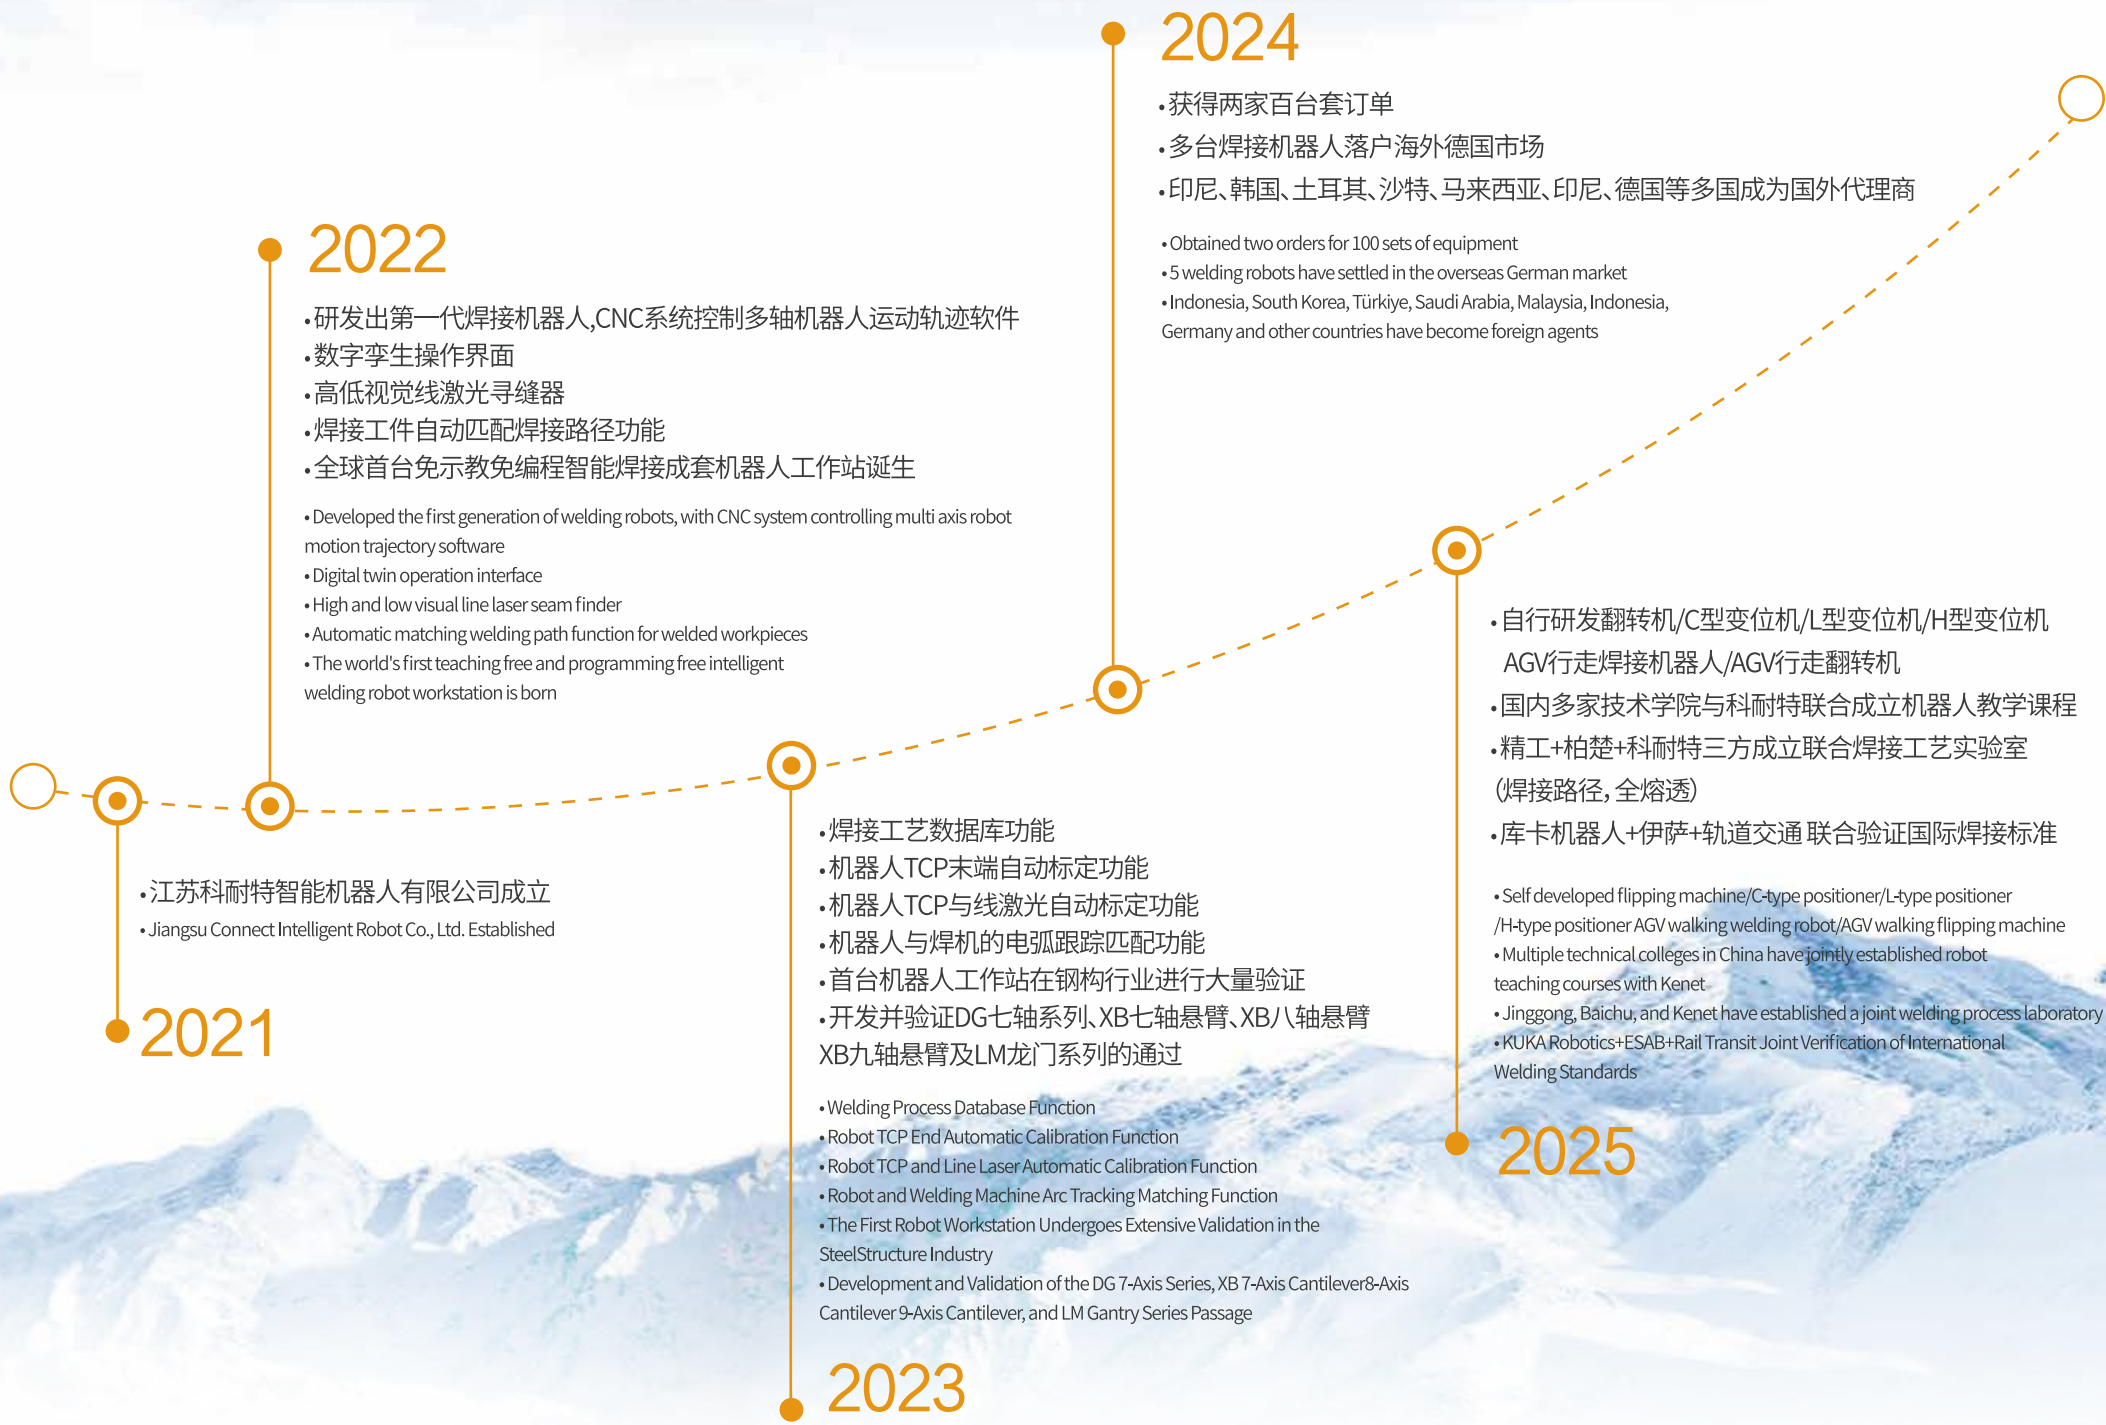 2021
•江苏科耐特智能机器人有限公司成立
•Jiangsu Connect Intelligent Robot Co., Ltd. Established
2022
•研发出第一代焊接机器人,CNC系统控制多轴机器人运动轨迹软件
•数字孪生操作界面
•高低视觉线激光寻缝器
•焊接工件自动匹配焊接路径功能
•全球首台免示教免编程智能焊接成套机器人工作站诞生
•Developed the first generation of welding robots, with CNC system controlling multi axis robot
motion trajectory software
•Digital twin operation interface
•High and low visual line laser seam finder
•Automatic matching welding path function for welded workpieces
•The world's first teaching free and programming free intelligent
welding robot workstation is born
•焊接工艺数据库功能
•机器人TCP末端自动标定功能
•机器人TCP与线激光自动标定功能
•机器人与焊机的电弧跟踪匹配功能
•首台机器人工作站在钢构行业进行大量验证
•开发并验证DG七轴系列、XB七轴悬臂、XB八轴悬臂
XB九轴悬臂及LM龙门系列的通过
•Welding Process Database Function
•Robot TCP End Automatic Calibration Function
•Robot TCP and Line Laser Automatic Calibration Function
•Robot and Welding Machine Arc Tracking Matching Function
•The First Robot Workstation Undergoes Extensive Validation in the
SteelStructure Industry
•Development and Validation of the DG 7-Axis Series, XB 7-Axis Cantilever8-Axis
Cantilever 9-Axis Cantilever, and LM Gantry Series Passage
2023
2024
•获得两家百台套订单
•多台焊接机器人落户海外德国市场
•印尼、韩国、土耳其、沙特、马来西亚、印尼、德国等多国成为国外代理商
•Obtained two orders for 100 sets of equipment
•5 welding robots have settled in the overseas German market
•Indonesia, South Korea, Türkiye, Saudi Arabia, Malaysia, Indonesia,
Germany and other countries have become foreign agents
•自行研发翻转机/C型变位机/L型变位机/H型变位机
AGV行走焊接机器人/AGV行走翻转机
•国内多家技术学院与科耐特联合成立机器人教学课程
•精工+柏楚+科耐特三方成立联合焊接工艺实验室
(焊接路径，全熔透)
•库卡机器人+伊萨+轨道交通 联合验证国际焊接标准
•Self developed flipping machine/C-type positioner/L-type positioner
/H-type positioner AGV walking welding robot/AGV walking flipping machine
•Multiple technical colleges in China have jointly established robot
teaching courses with Kenet
•Jinggong, Baichu, and Kenet have established a joint welding process laboratory
•KUKA Robotics+ESAB+Rail Transit Joint Verification of International
Welding Standards
2025